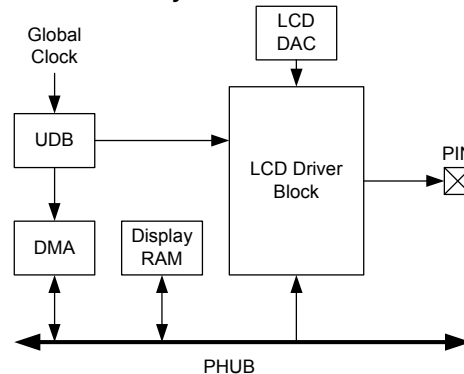 Global
Clock
LCD
DAC
UDB
LCD Driver
Block
PIN
DMA
Display
RAM
PHUB